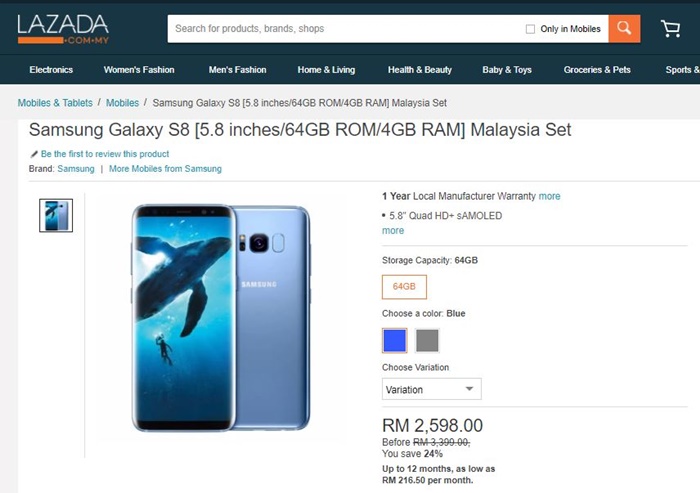 LAZADA
.COM.MY
Search for products, brands, shops
Only in Mobiles
Electronics Women's Fashion Men's Fashion Home & Living Health & Beauty Baby & Toys Groceries & Pets Sports &
Mobiles & Tablets / Mobiles / Samsung Galaxy S8 [5.8 inches/64GB ROM/4GB RAM] Malaysia Set
Samsung Galaxy S8 [5.8 inches/64GB ROM/4GB RAM] Malaysia Set
Be the first to review this product
Brand: Samsung | More Mobiles from Samsung
SAMSUNG
1 Year Local Manufacturer Warranty more
• 5.8" Quad HD+ sAMOLED
more
Storage Capacity: 64GB
64GB
Choose a color: Blue
Choose Variation
Variation
RM 2,598.00
Before RM 3,399.00,
You save 24%
Up to 12 months, as low as
RM 216.50 per month.